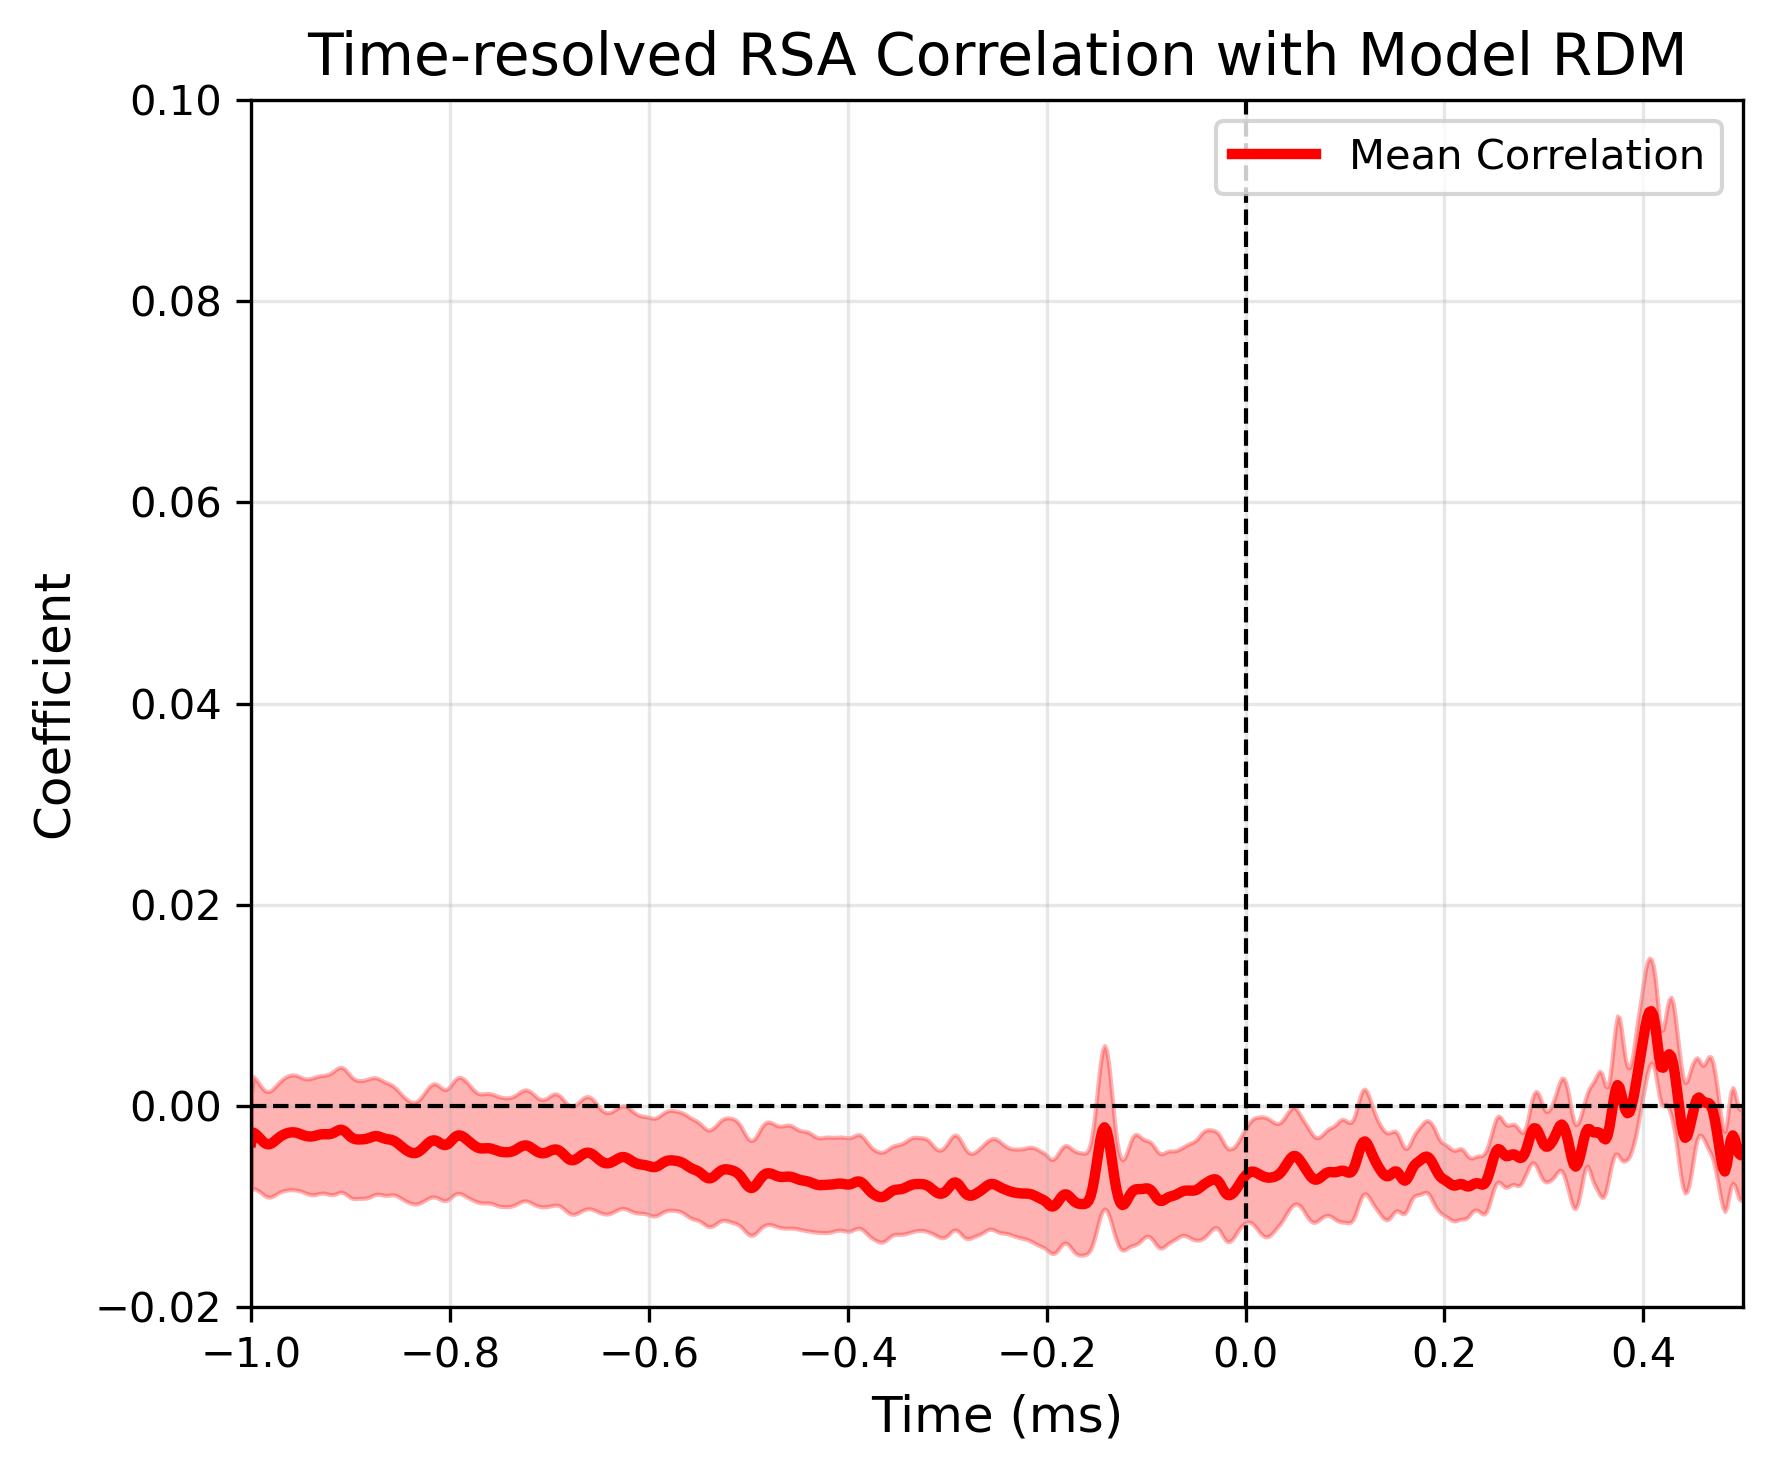 Time-resolved RSA Correlation with Model RDM
Mean Correlation
0.10
0.08
0.06
0.04
0.02
0.00
−0.02
Coefficient
−1.0 −0.8 −0.6 −0.4 −0.2 0.0 0.2 0.4
Time (ms)